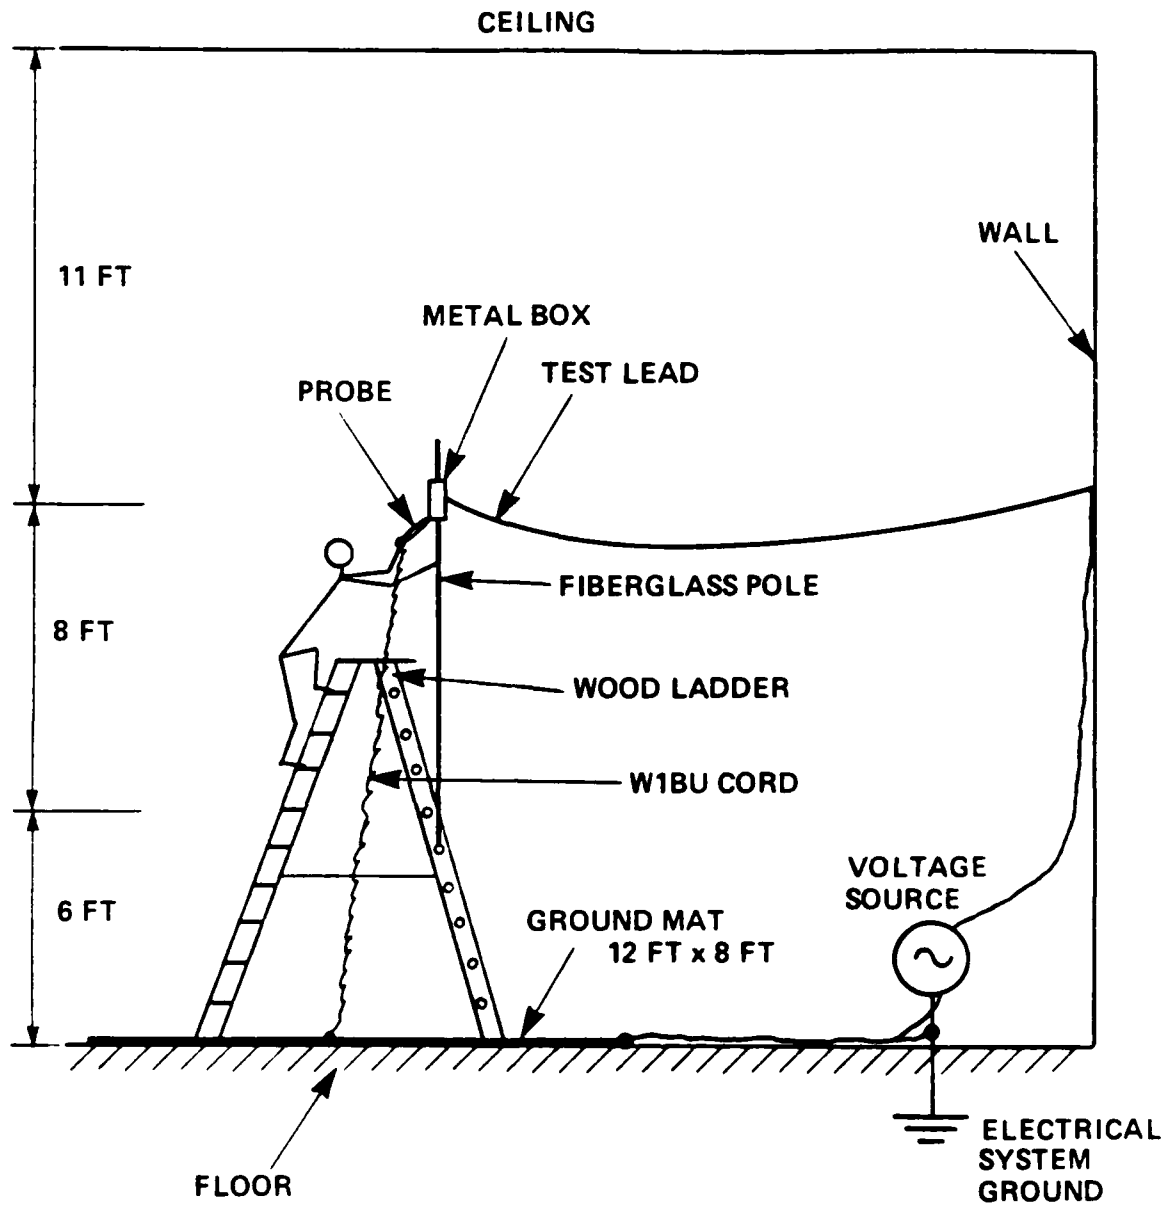 CEILING
WALL
11 FT
METAL BOX
TEST LEAD
PROBE
FIBERGLASS POLE
8 FT
WOOD LADDER
W1BU CORD
VOLTAGE
SOURCE
6 FT
GROUND MAT
12 FT x 8 FT
ELECTRICAL
SYSTEM
GROUND
FLOOR